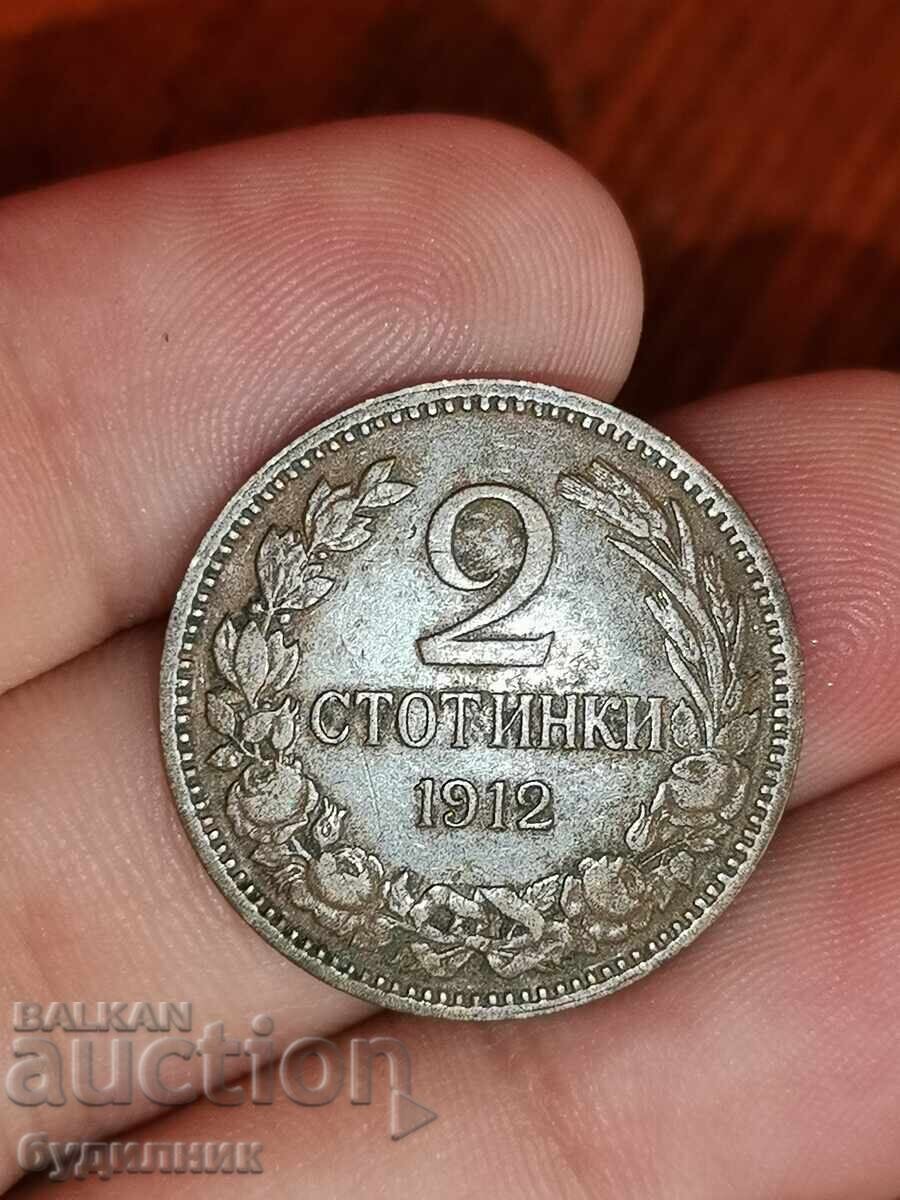 2
СТОТИНКИ
1912
BALKAN
auction
будилник